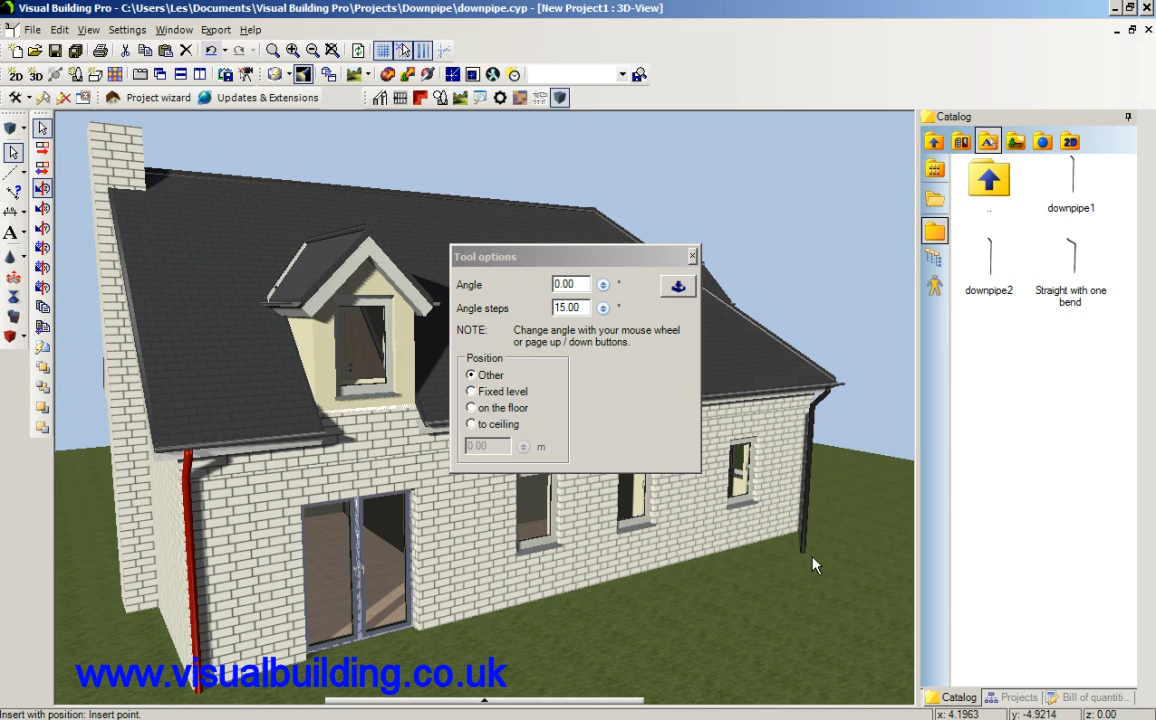 Visual Building Pro - C:\Users\Les\Documents\Visual Building Pro\Projects\Downpipe\downpipe.cyp - [New Project1 : 3D-View]
File Edit View Settings Window Export Help
2D 3D
Project wizard Updates & Extensions
Catalog
2D
..
downpipe1
downpipe2
Straight with one bend
Tool options
Angle 0.00 °
Angle steps 15.00 °
NOTE: Change angle with your mouse wheel
or page up / down buttons.
Position
Other
Fixed level
on the floor
to ceiling
0.00 m
A
www.visualbuilding.co.uk
Catalog Projects Bill of quantiti...
Insert with position: Insert point.
x: 4.1963 y: -4.9214 z: 0.00